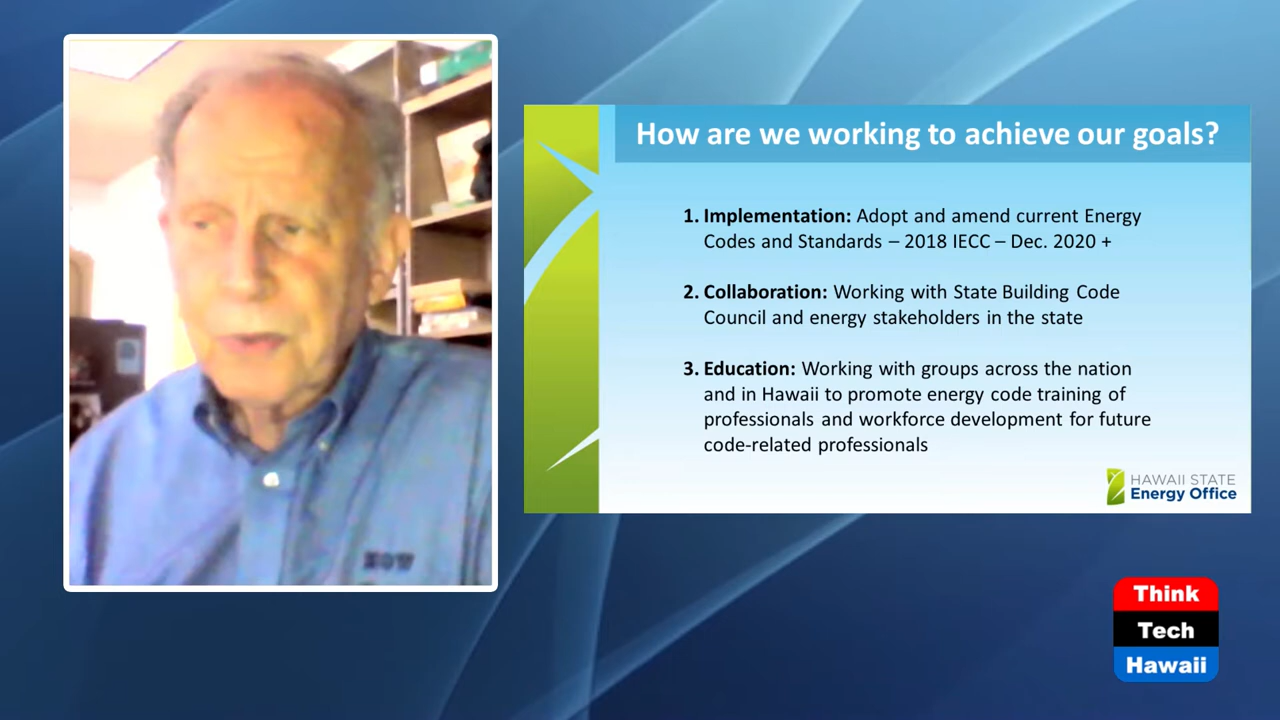 How are we working to achieve our goals?
1. Implementation: Adopt and amend current Energy
Codes and Standards – 2018 IECC – Dec. 2020 +
2. Collaboration: Working with State Building Code
Council and energy stakeholders in the state
3. Education: Working with groups across the nation
and in Hawaii to promote energy code training of
professionals and workforce development for future
code-related professionals
HAWAII STATE
Energy Office
Think
Tech
Hawaii